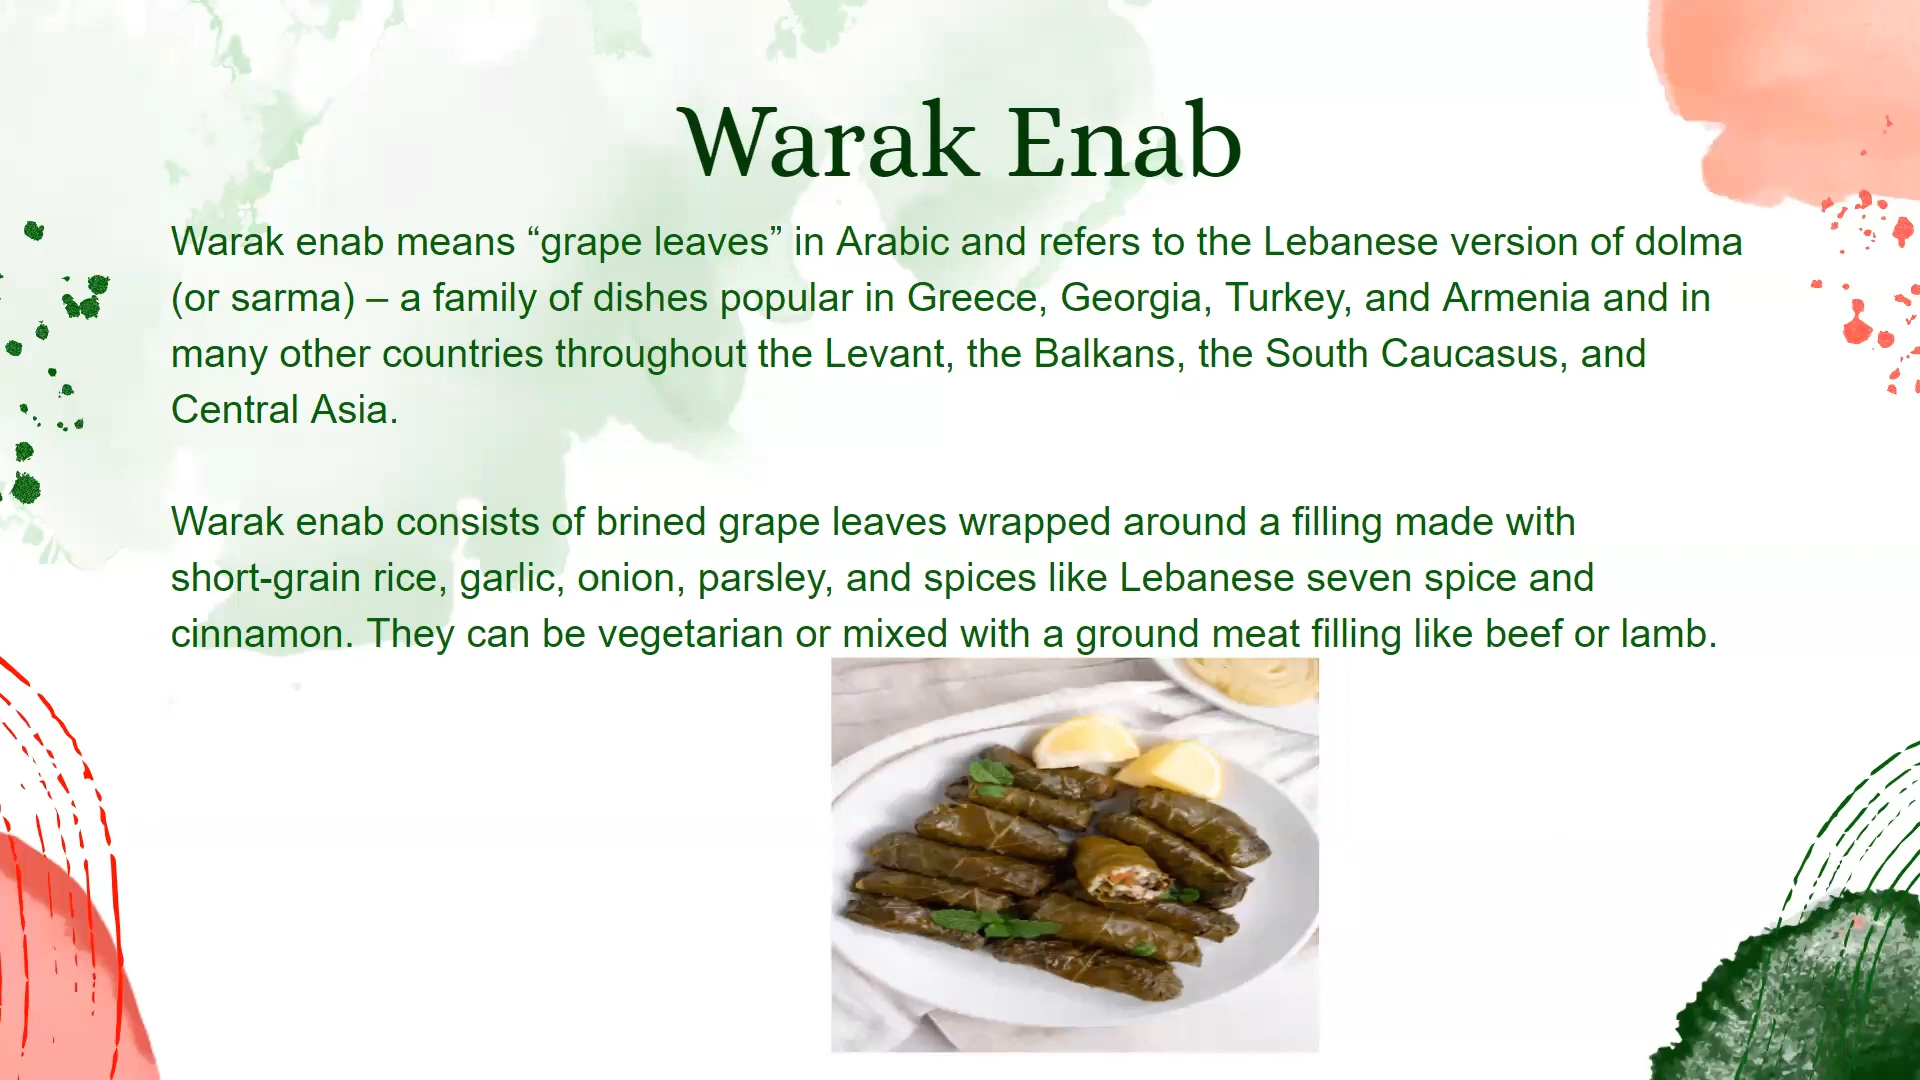 Warak Enab
Warak enab means “grape leaves” in Arabic and refers to the Lebanese version of dolma
(or sarma) – a family of dishes popular in Greece, Georgia, Turkey, and Armenia and in
many other countries throughout the Levant, the Balkans, the South Caucasus, and
Central Asia.
Warak enab consists of brined grape leaves wrapped around a filling made with
short-grain rice, garlic, onion, parsley, and spices like Lebanese seven spice and
cinnamon. They can be vegetarian or mixed with a ground meat filling like beef or lamb.